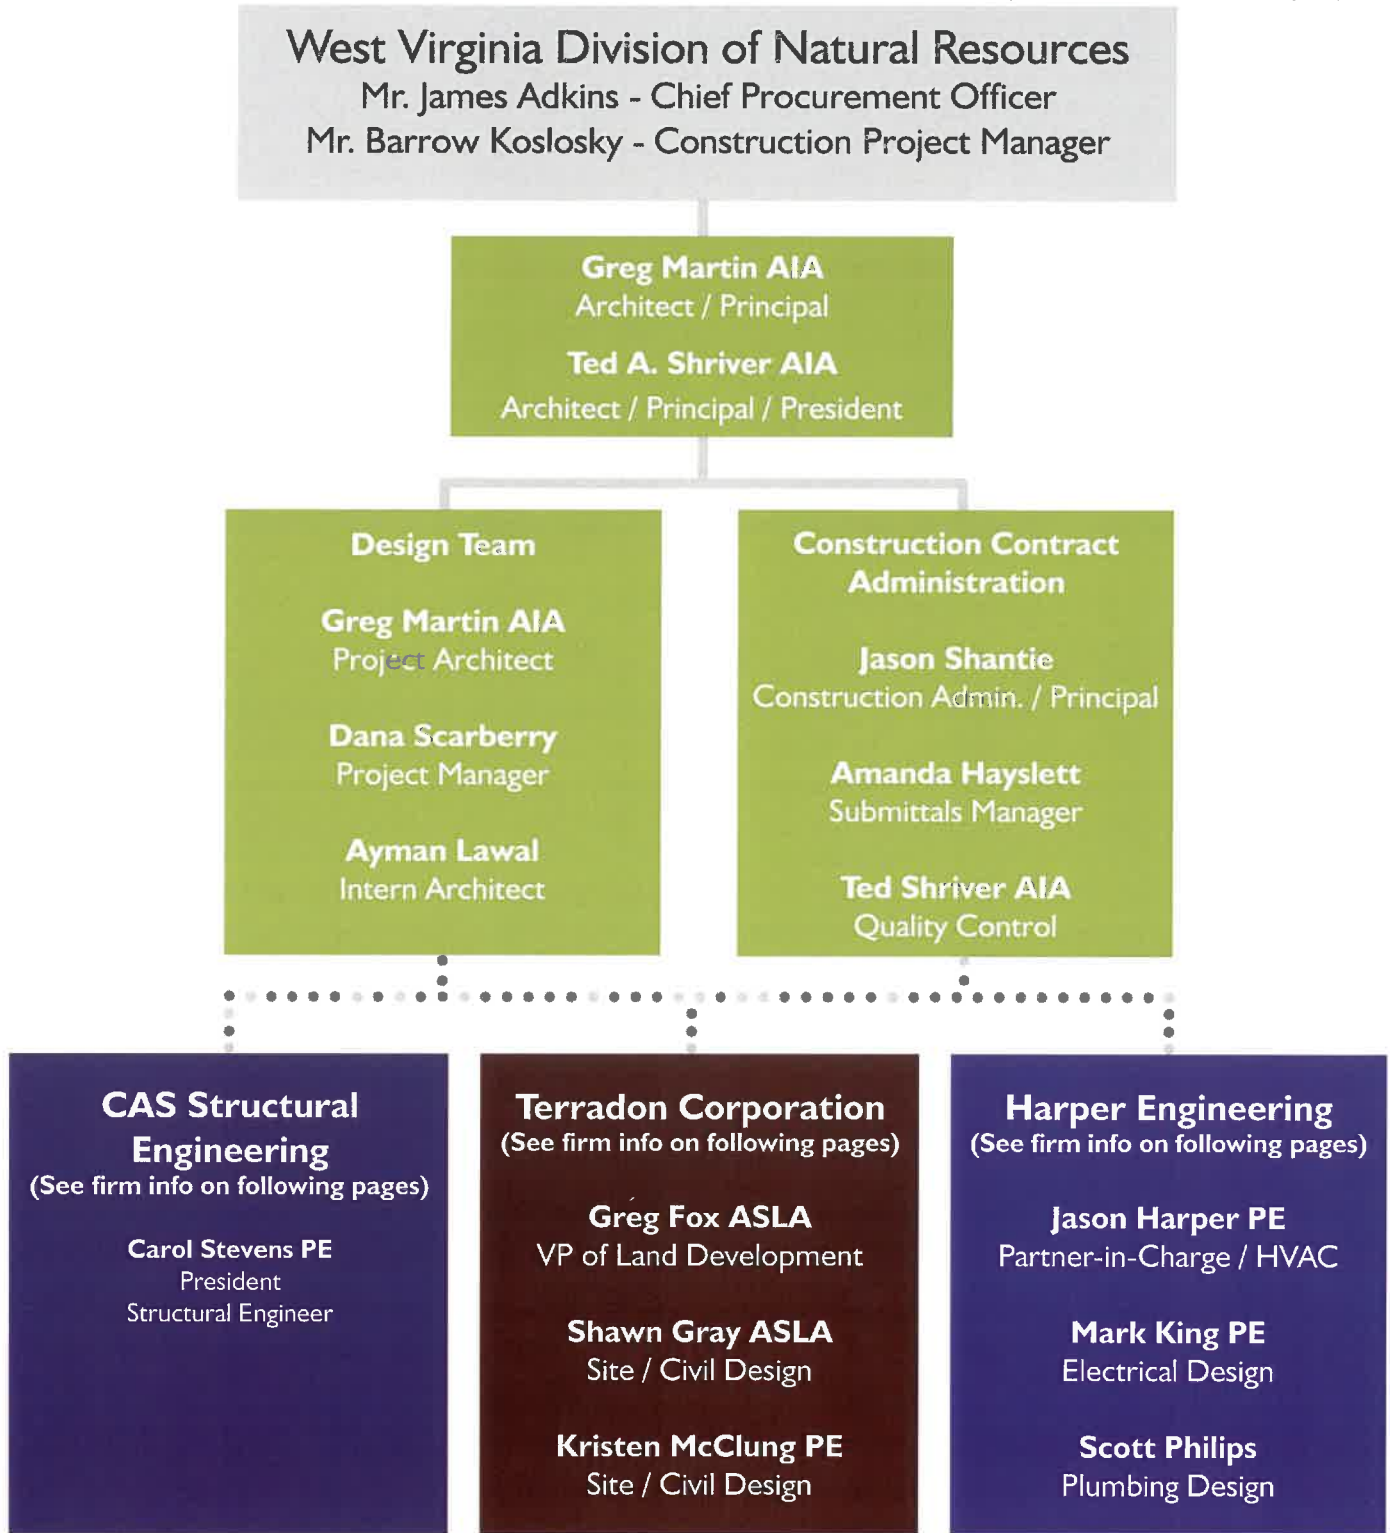 West Virginia Division of Natural Resources
Mr. James Adkins - Chief Procurement Officer
Mr. Barrow Koslosky - Construction Project Manager
Greg Martin AIA
Architect / Principal
Ted A. Shriver AIA
Architect / Principal / President
Design Team
Greg Martin AIA
Project Architect
Dana Scarberry
Project Manager
Ayman Lawal
Intern Architect
Construction Contract
Administration
Jason Shantie
Construction Admin. / Principal
Amanda Hayslett
Submittals Manager
Ted Shriver AIA
Quality Control
CAS Structural
Engineering
(See firm info on following pages)
Carol Stevens PE
President
Structural Engineer
Terradon Corporation
(See firm info on following pages)
Greg Fox ASLA
VP of Land Development
Shawn Gray ASLA
Site / Civil Design
Kristen McClung PE
Site / Civil Design
Harper Engineering
(See firm info on following pages)
Jason Harper PE
Partner-in-Charge / HVAC
Mark King PE
Electrical Design
Scott Philips
Plumbing Design